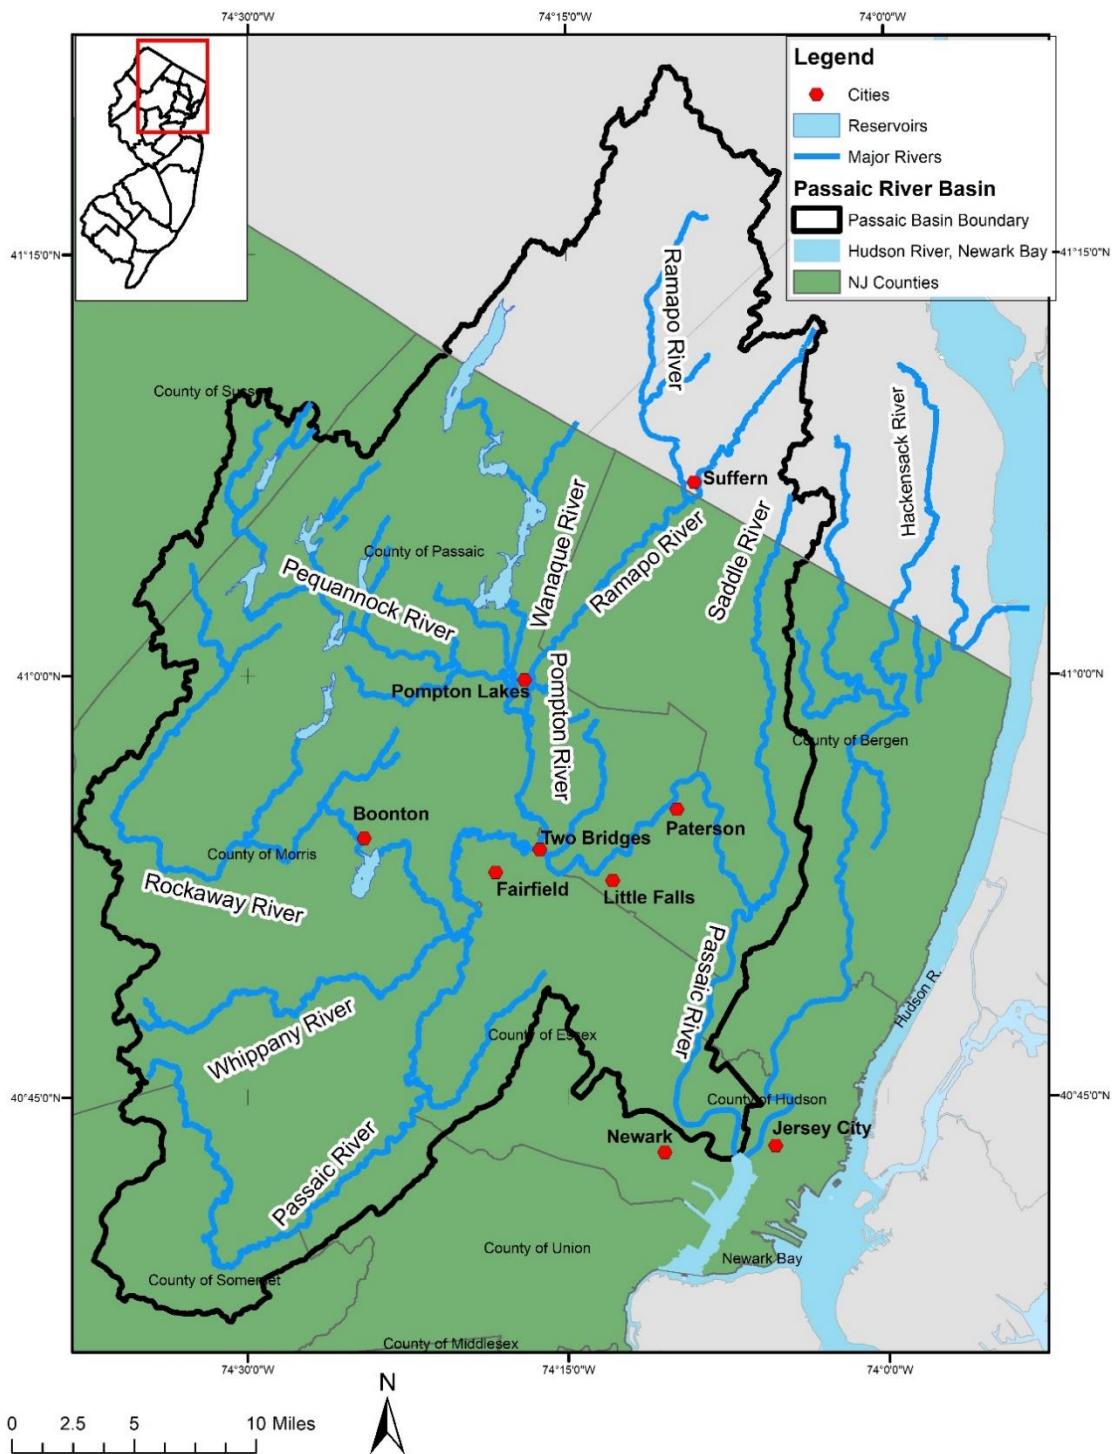 74°30'0"W
74°15'0"W
74°0'0"W
Legend
Cities
Reservoirs
Major Rivers
Passaic River Basin
Passaic Basin Boundary
Hudson River, Newark Bay
NJ Counties
41°15'0"N
41°15'0"N
Ramapo River
County of
Hackensack River
Suffern
Wanaque River
Ramapo River
Saddle River
County of Passaic
Pequannock River
41°0'0"N
41°0'0"N
Pompton Lakes
Pompton River
County of Bergen
Boonton
Paterson
Two Bridges
County of Morris
Rockaway River
Fairfield
Little Falls
Passaic River
Hudson R.
Whippany River
County of Essex
40°45'0"N
40°45'0"N
County of Hudson
Passaic River
Newark
Jersey City
County of Union
Newark Bay
County of Somerset
County of Middlesex
74°30'0"W
74°15'0"W
74°0'0"W
N
0 2.5 5 10 Miles